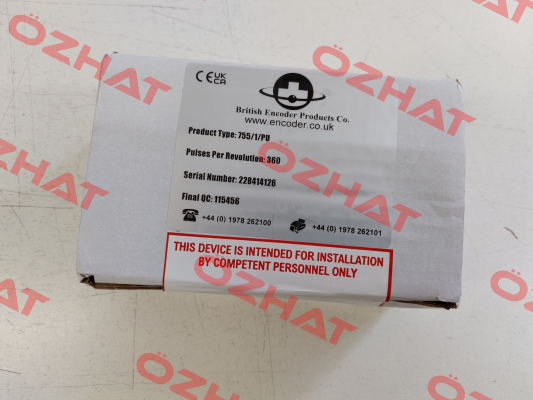 CE UK CA
British Encoder Products Co.
www.encoder.co.uk
Product Type: 755/1/PU
Pulses Per Revolution: 360
Serial Number: 228414126
Final QC: 115456
+44 (0) 1978 262100
+44 (0) 1978 262101
THIS DEVICE IS INTENDED FOR INSTALLATION
BY COMPETENT PERSONNEL ONLY
ÖZHAT
ÖZHAT
ÖZHAT
ÖZHAT
ÖZHAT
ÖZHAT
ÖZHAT
ÖZHAT
ÖZHAT